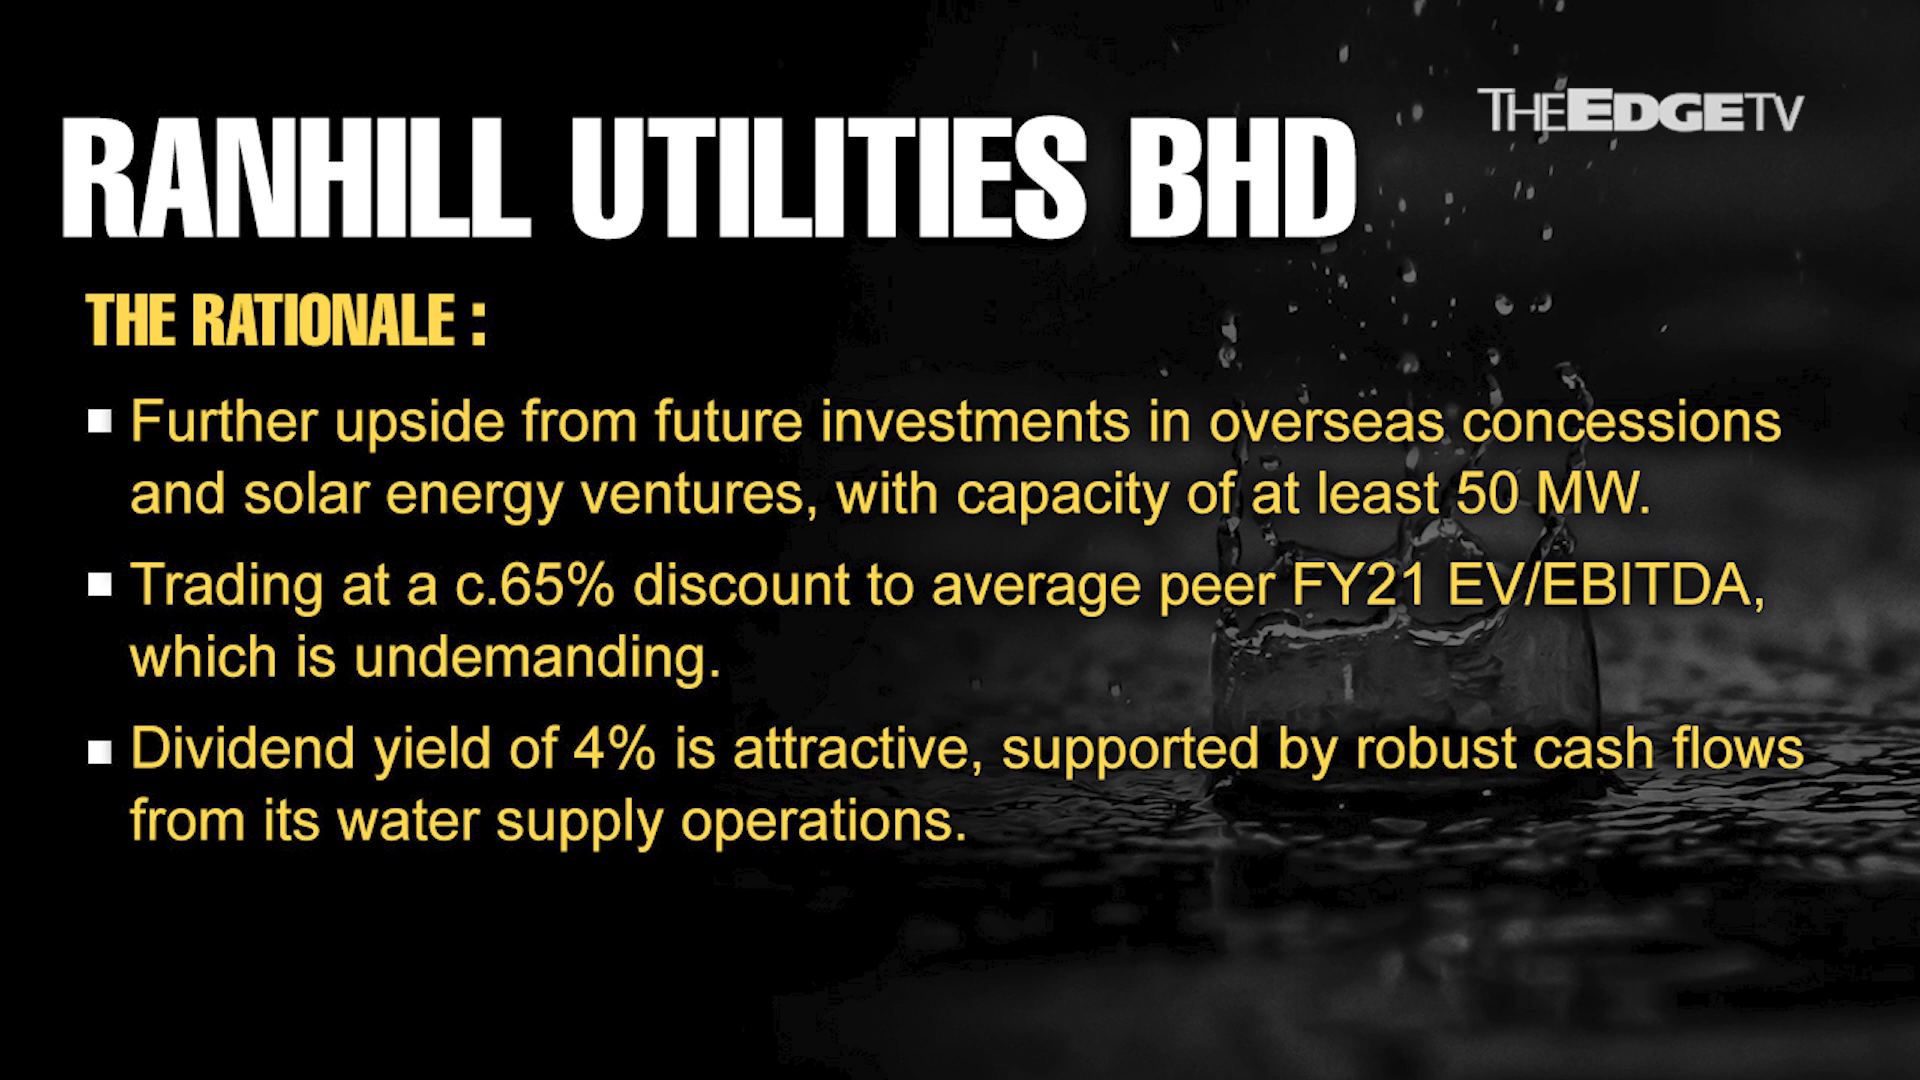 THEEDGETV
RANHILL UTILITIES BHD
THE RATIONALE :
Further upside from future investments in overseas concessions
and solar energy ventures, with capacity of at least 50 MW.
Trading at a c.65% discount to average peer FY21 EV/EBITDA,
which is undemanding.
Dividend yield of 4% is attractive, supported by robust cash flows
from its water supply operations.